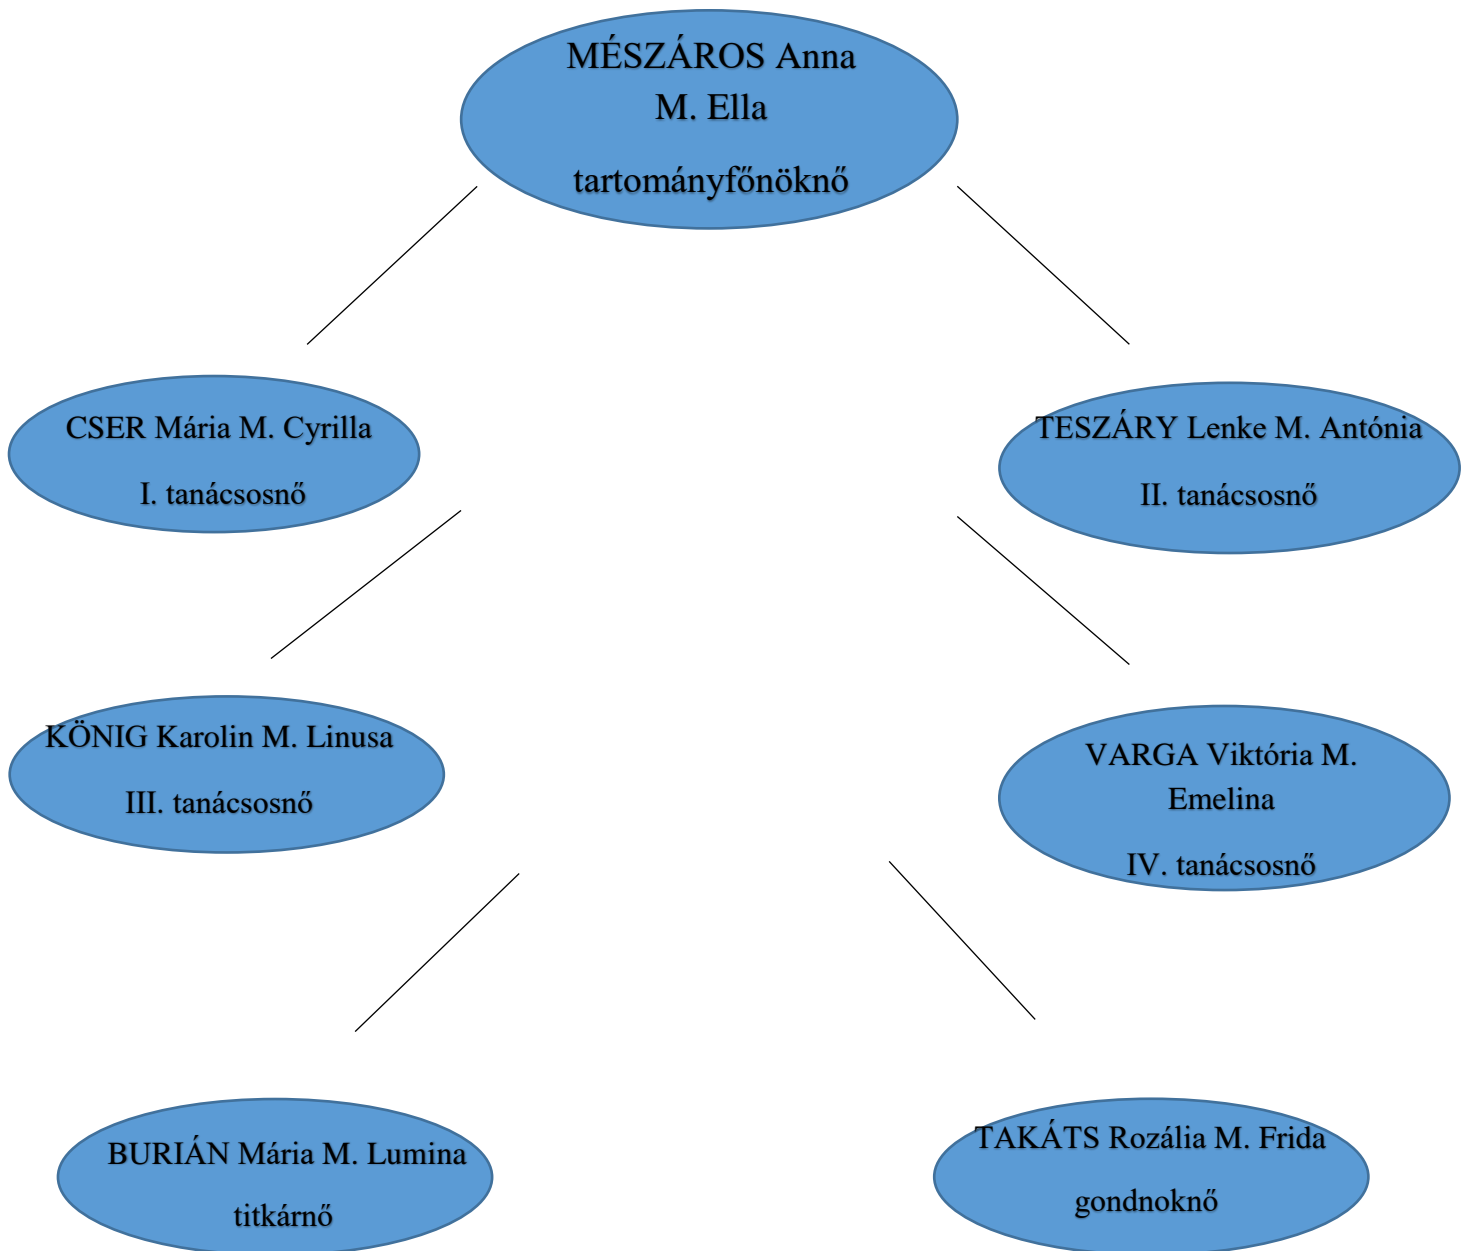 MÉSZÁROS Anna
M. Ella
tartományfőnöknő
CSER Mária M. Cyrilla
I. tanácsosnő
TESZÁRY Lenke M. Antónia
II. tanácsosnő
KÖNIG Karolin M. Linusa
III. tanácsosnő
VARGA Viktória M.
Emelina
IV. tanácsosnő
BURIÁN Mária M. Lumina
titkárnő
TAKÁTS Rozália M. Frida
gondnoknő